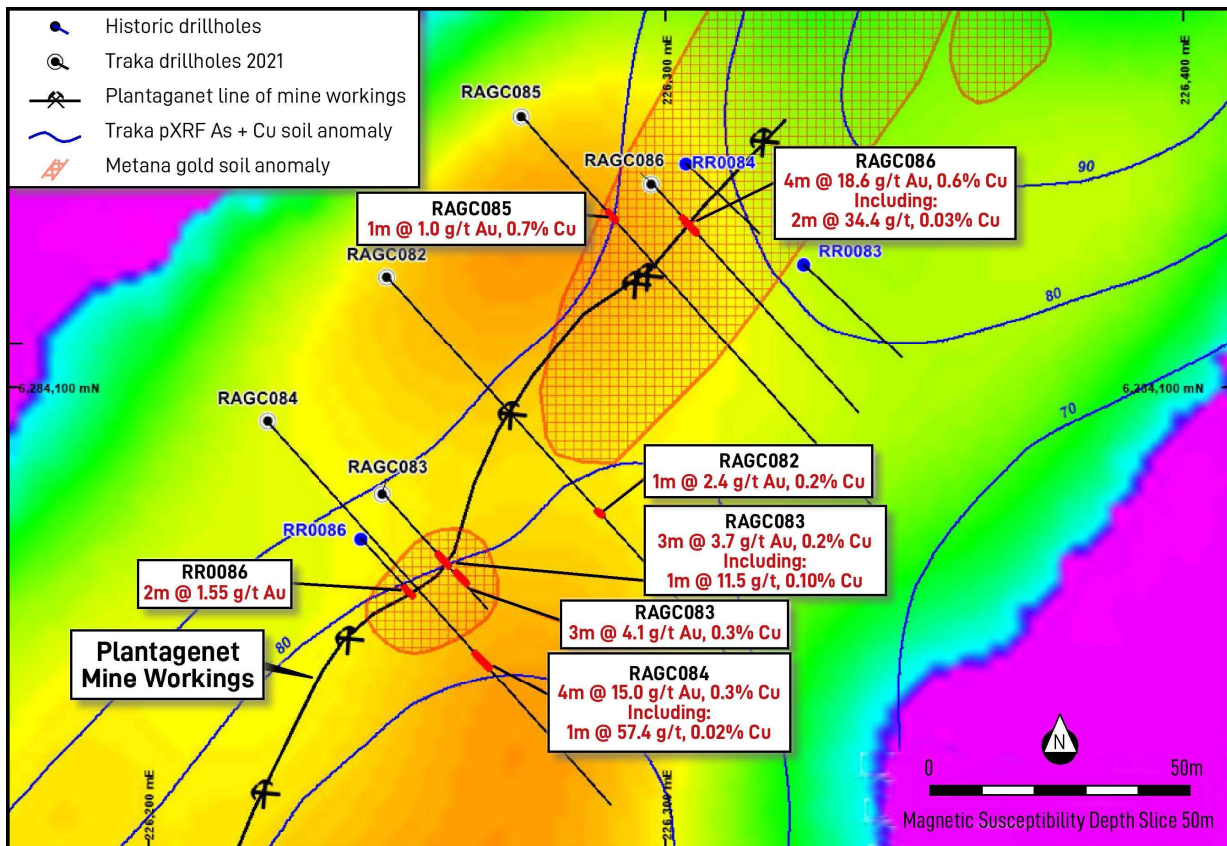 Historic drillholes
Traka drillholes 2021
Plantaganet line of mine workings
Traka pXRF As + Cu soil anomaly
Metana gold soil anomaly
226,300 mE
226,400 mE
RAGC085
RAGC086
RR0084
RAGC086
4m @ 18.6 g/t Au, 0.6% Cu
Including:
2m @ 34.4 g/t, 0.03% Cu
90
RAGC085
1m @ 1.0 g/t Au, 0.7% Cu
RAGC082
RR0083
80
6,284,100 mN
6,284,100 mN
RAGC084
70
RAGC083
RAGC082
1m @ 2.4 g/t Au, 0.2% Cu
RR0086
RAGC083
3m @ 3.7 g/t Au, 0.2% Cu
Including:
1m @ 11.5 g/t, 0.10% Cu
RR0086
2m @ 1.55 g/t Au
RAGC083
3m @ 4.1 g/t Au, 0.3% Cu
80
Plantagenet
Mine Workings
RAGC084
4m @ 15.0 g/t Au, 0.3% Cu
Including:
1m @ 57.4 g/t, 0.02% Cu
226,200 mE
226,300 mE
N
0
50m
Magnetic Susceptibility Depth Slice 50m